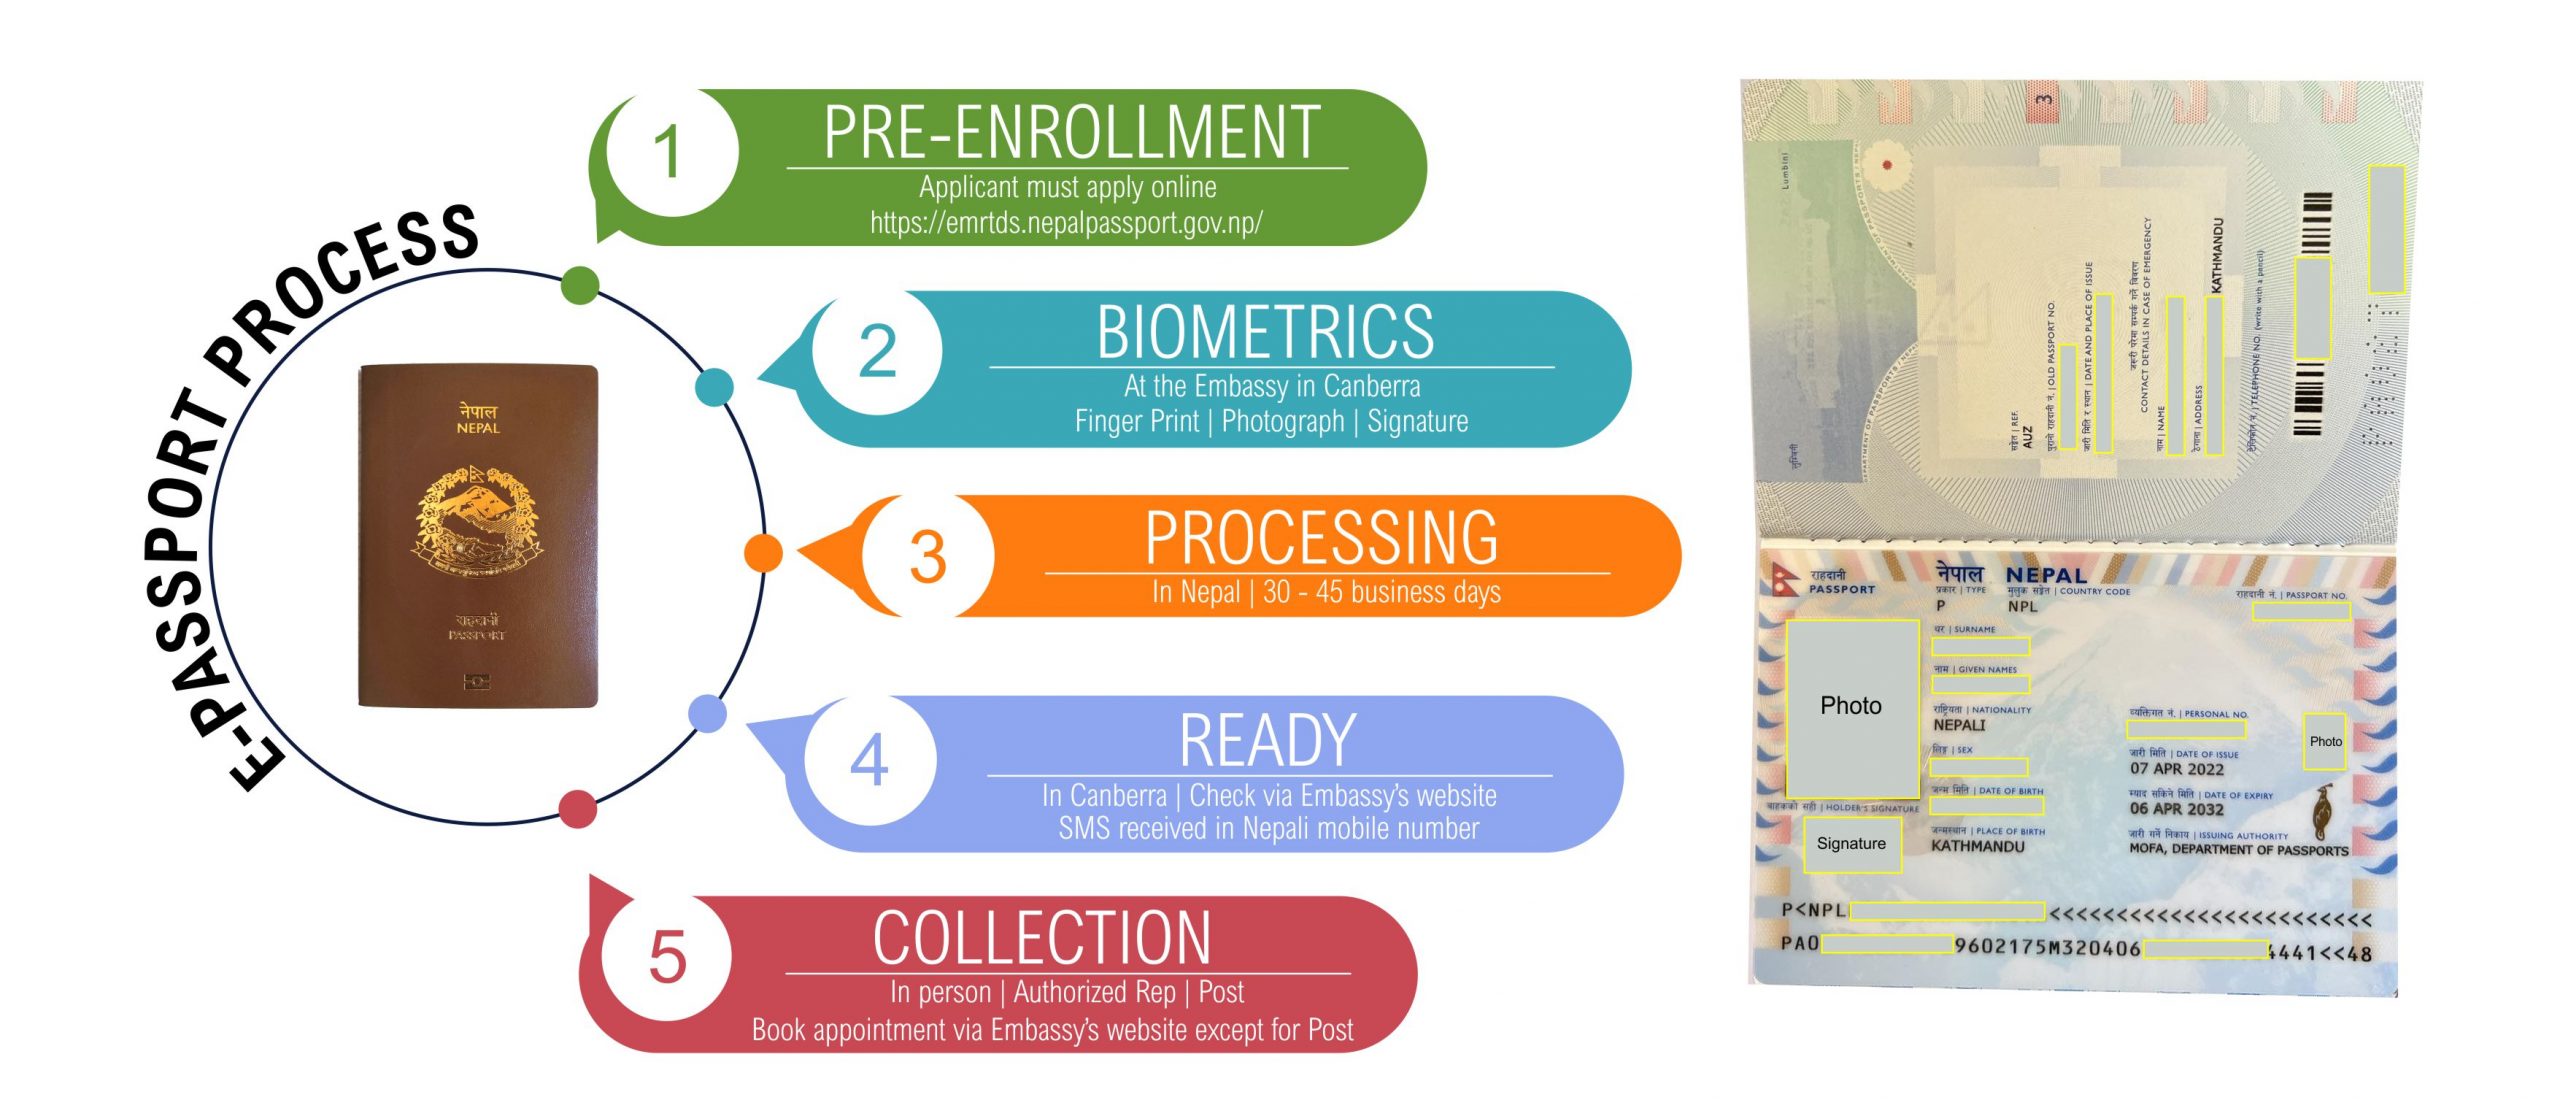 E-PASSPORT PROCESS
नेपाल
NEPAL
राहदानी
PASSPORT
1
PRE-ENROLLMENT
Applicant must apply online
https://emrtds.nepalpassport.gov.np/
2
BIOMETRICS
At the Embassy in Canberra
Finger Print | Photograph | Signature
3
PROCESSING
In Nepal | 30 - 45 business days
4
READY
In Canberra | Check via Embassy's website
SMS received in Nepali mobile number
5
COLLECTION
In person | Authorized Rep | Post
Book appointment via Embassy's website except for Post
3
Lumbini
लुम्बिनी
सङ्केत | REF.
AUZ
पुरानो राहदानी नं. | OLD PASSPORT NO.
जारी मिति र स्थान | DATE AND PLACE OF ISSUE
जरुरी परेमा सम्पर्क गर्ने विवरण
CONTACT DETAILS IN CASE OF EMERGENCY
नाम | NAME
ठेगाना | ADDRESS
KATHMANDU
टेलिफोन नं. | TELEPHONE NO. (write with a pencil)
राहदानी
PASSPORT
नेपाल NEPAL
प्रकार | TYPE मुलुक सङ्केत | COUNTRY CODE
राहदानी नं. | PASSPORT NO.
P NPL
थर | SURNAME
नाम | GIVEN NAMES
राष्ट्रियता | NATIONALITY
NEPALI
व्यक्तिगत नं. | PERSONAL NO.
लिङ्ग | SEX
जारी मिति | DATE OF ISSUE
07 APR 2022
जन्म मिति | DATE OF BIRTH
म्याद सकिने मिति | DATE OF EXPIRY
06 APR 2032
जन्मस्थान | PLACE OF BIRTH
KATHMANDU
जारी गर्ने निकाय | ISSUING AUTHORITY
MOFA, DEPARTMENT OF PASSPORTS
Photo
Photo
वाहकको सही | HOLDER'S SIGNATURE
Signature
P<NPL <<<<<<<<<<<<<<<<<<<<<<<<
PA0 9602175M320406 4441<<48